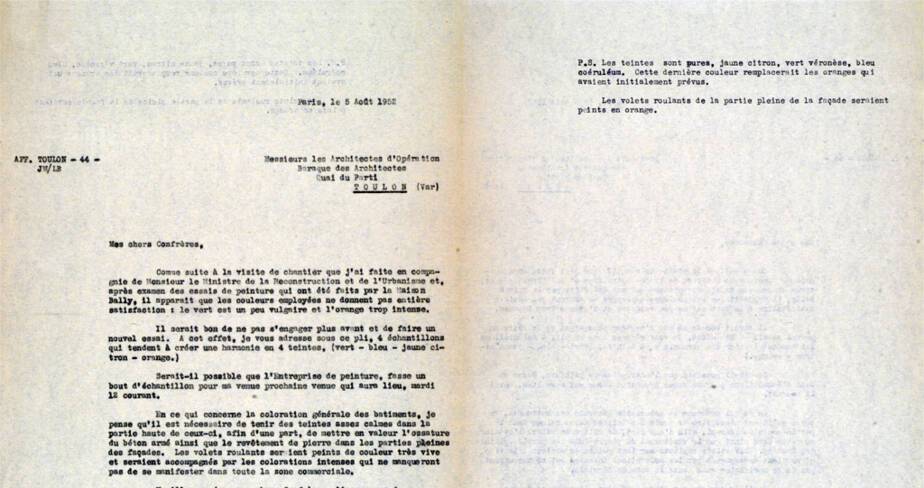 Paris, le 5 Août 1952
AFF. TOULON - 44 -
JW/LB
Messieurs les Architectes d'Opération
Baraque des Architectes
Quai du Parti
TOULON (Var)
Mes chers Confrères,
Comme suite à la visite de chantier que j'ai faite en compa-
gnie de Monsieur le Ministre de la Reconstruction et de l'Urbanisme et,
après examen des essais de peinture qui ont été faits par la Maison
Bally, il apparait que les couleurs employées ne donnent pas entière
satisfaction : le vert est un peu vulgaire et l'orange trop intense.
Il serait bon de ne pas s'engager plus avant et de faire un
nouvel essai. A cet effet, je vous adresse sous ce pli, 4 échantillons
qui tendent à créer une harmonie en 4 teintes. (vert - bleu - jaune ci-
tron - orange.)
Serait-il possible que l'Entreprise de peinture, fasse un
bout d'échantillon pour ma venue prochaine venue qui aura lieu, mardi
12 courant.
En ce qui concerne la coloration générale des batiments, je
pense qu'il est nécessaire de tenir des teintes asses calmes dans la
partie haute de ceux-ci, afin d'une part, de mettre en valeur l'ossature
du béton armé ainsi que le revêtement de pierre dans les parties pleines
des façades. Les volets roulants ser ient peints de couleur très vive
et seraient accompagnés par les colorations intenses qui ne manqueront
pas de se manifester dans toute la zone commerciale.
P.S. Les teintes sont pures, jaune citron, vert véronèse, bleu
coéruléum. Cette dernière couleur remplacerait les oranges qui
avaient initialement prévus.
Les volets roulants de la partie pleine de la façade seraient
peints en orange.